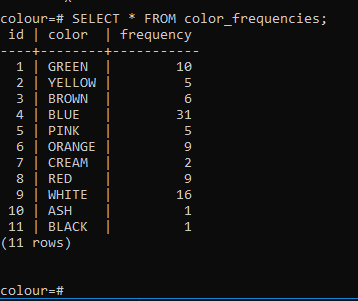 colour=# SELECT * FROM color_frequencies;
 id | color  | frequency
----+--------+-----------
  1 | GREEN  |        10
  2 | YELLOW |         5
  3 | BROWN  |         6
  4 | BLUE   |        31
  5 | PINK   |         5
  6 | ORANGE |         9
  7 | CREAM  |         2
  8 | RED    |         9
  9 | WHITE  |        16
 10 | ASH    |         1
 11 | BLACK  |         1
(11 rows)
colour=#